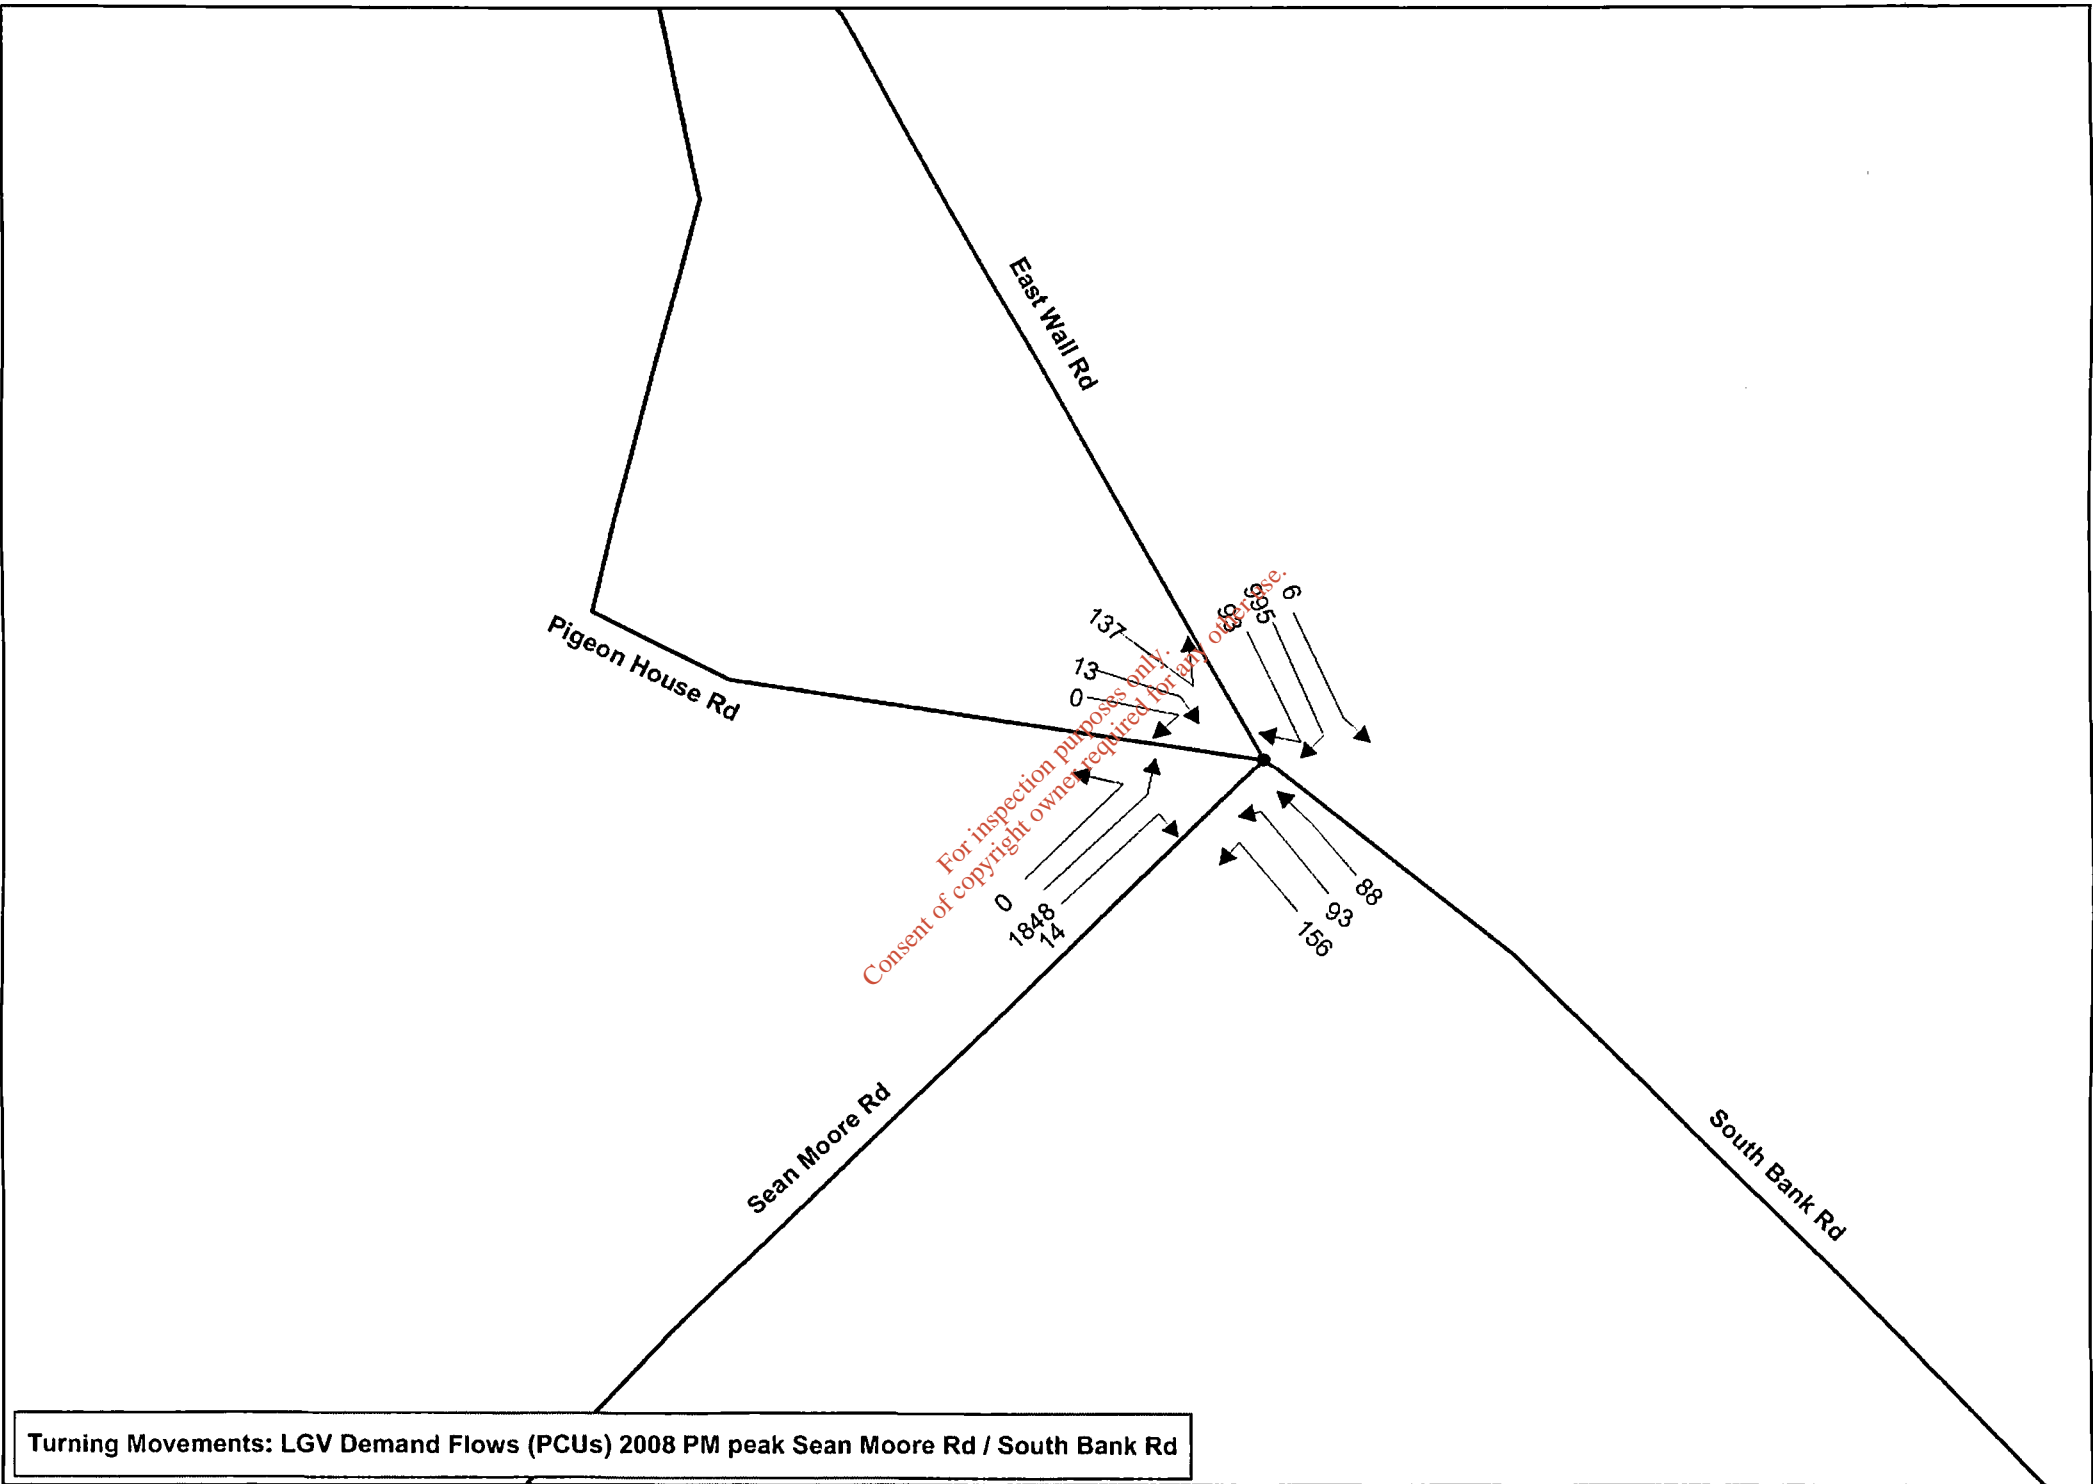 East Wall Rd
Pigeon House Rd
137
13
0
995
6
0
1848
14
88
93
156
For inspection purposes only.
Consent of copyright owner required for any other use.
Sean Moore Rd
South Bank Rd
Turning Movements: LGV Demand Flows (PCUs) 2008 PM peak Sean Moore Rd / South Bank Rd